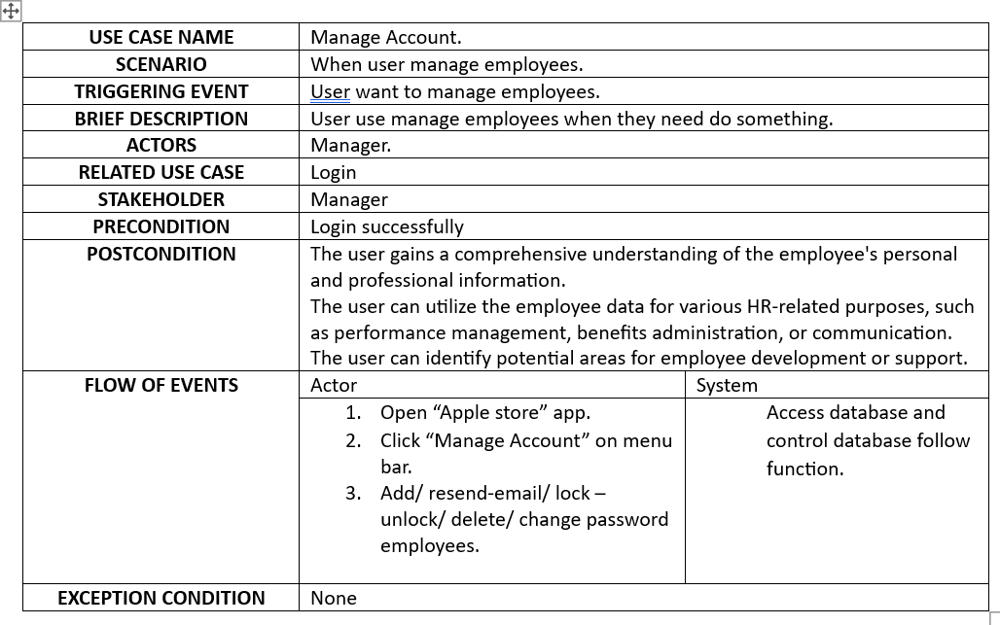 USE CASE NAME
Manage Account.
SCENARIO
When user manage employees.
TRIGGERING EVENT
User want to manage employees.
BRIEF DESCRIPTION
User use manage employees when they need do something.
ACTORS
Manager.
RELATED USE CASE
Login
STAKEHOLDER
Manager
PRECONDITION
Login successfully
POSTCONDITION
The user gains a comprehensive understanding of the employee's personal
and professional information.
The user can utilize the employee data for various HR-related purposes, such
as performance management, benefits administration, or communication.
The user can identify potential areas for employee development or support.
FLOW OF EVENTS
Actor
1. Open “Apple store” app.
2. Click “Manage Account” on menu
bar.
3. Add/ resend-email/ lock –
unlock/ delete/ change password
employees.
System
Access database and
control database follow
function.
EXCEPTION CONDITION
None